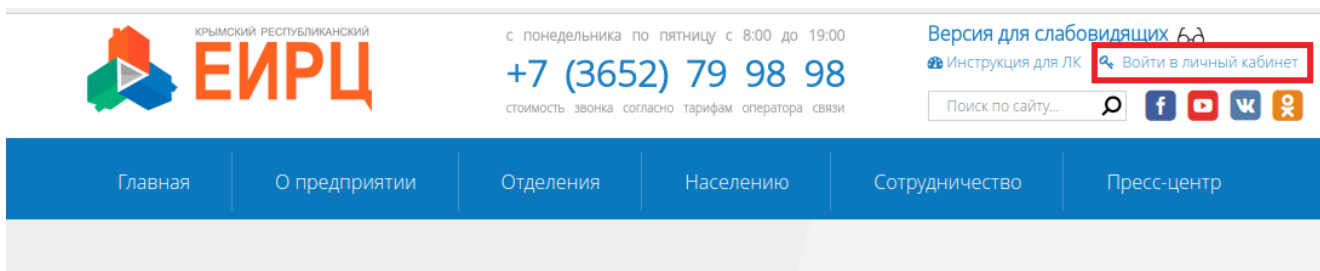 КРЫМСКИЙ РЕСПУБЛИКАНСКИЙ
ЕИРЦ
с понедельника по пятницу с 8:00 до 19:00
+7 (3652) 79 98 98
стоимость звонка согласно тарифам оператора связи
Версия для слабовидящих
Инструкция для ЛК Войти в личный кабинет
Поиск по сайту...
Главная О предприятии Отделения Населению Сотрудничество Пресс-центр